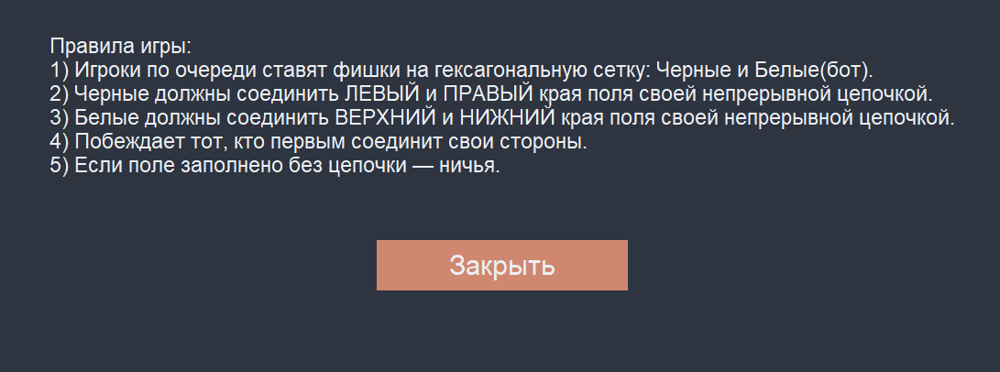 Правила игры:
1) Игроки по очереди ставят фишки на гексагональную сетку: Черные и Белые(бот).
2) Черные должны соединить ЛЕВЫЙ и ПРАВЫЙ края поля своей непрерывной цепочкой.
3) Белые должны соединить ВЕРХНИЙ и НИЖНИЙ края поля своей непрерывной цепочкой.
4) Побеждает тот, кто первым соединит свои стороны.
5) Если поле заполнено без цепочки — ничья.
Закрыть